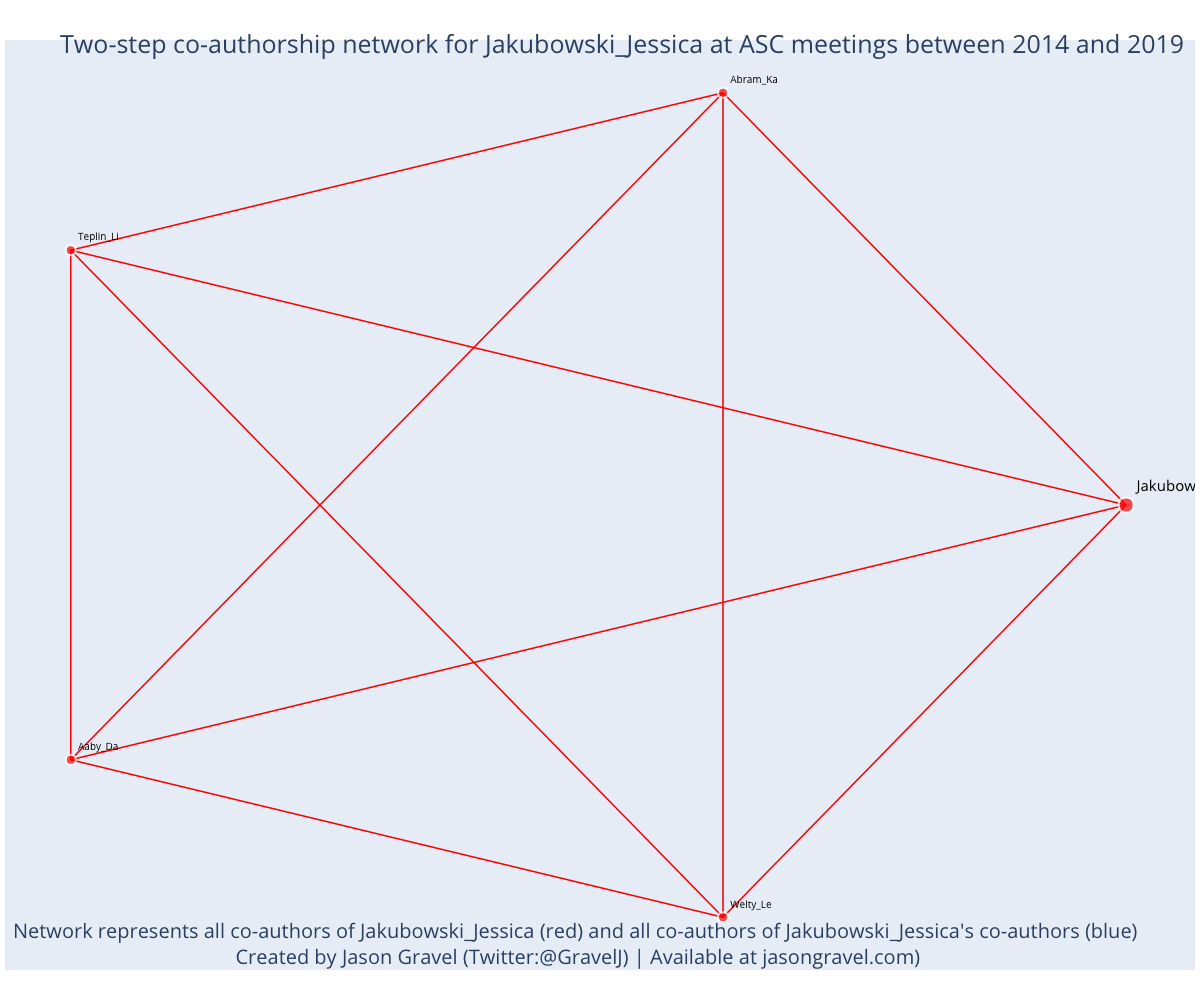 Two-step co-authorship network for Jakubowski_Jessica at ASC meetings between 2014 and 2019
Abram_Ka
Teplin_Li
Jakubow
Aaby_Da
Welty_Le
Network represents all co-authors of Jakubowski_Jessica (red) and all co-authors of Jakubowski_Jessica's co-authors (blue)
Created by Jason Gravel (Twitter:@GravelJ) | Available at jasongravel.com)